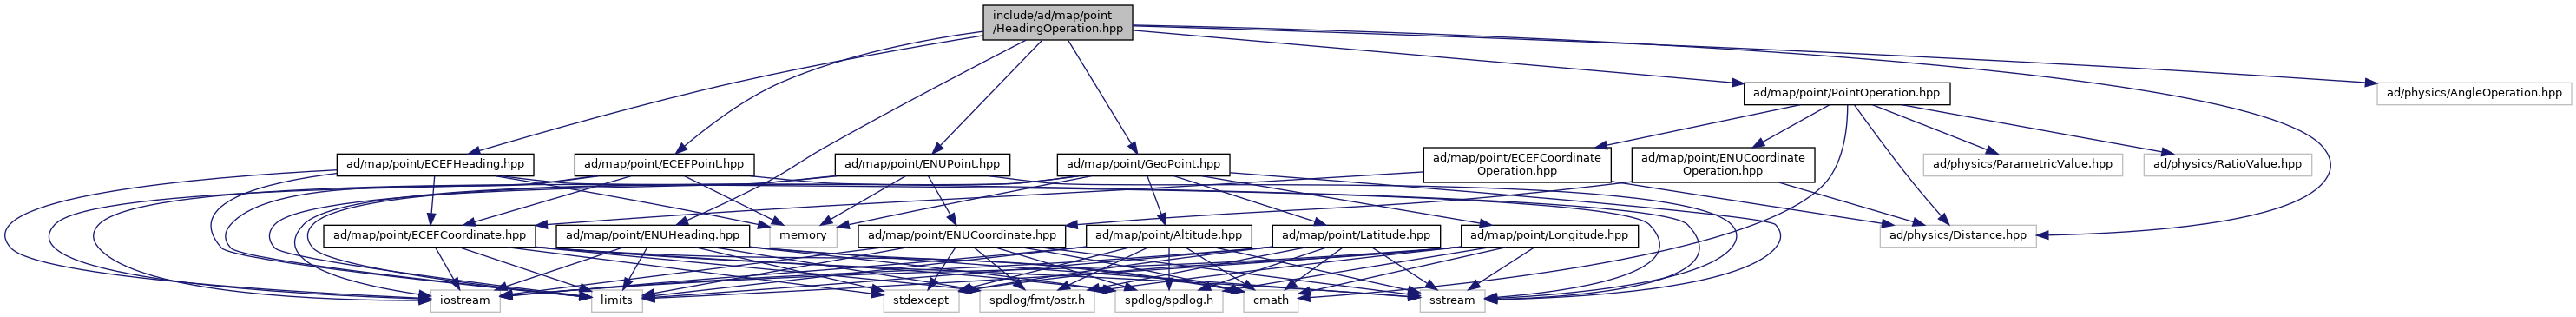 include/ad/map/point
/HeadingOperation.hpp
ad/map/point/PointOperation.hpp
ad/physics/AngleOperation.hpp
ad/map/point/ECEFHeading.hpp
ad/map/point/ECEFPoint.hpp
ad/map/point/ENUPoint.hpp
ad/map/point/GeoPoint.hpp
ad/map/point/ECEFCoordinate
Operation.hpp
ad/map/point/ENUCoordinate
Operation.hpp
ad/physics/ParametricValue.hpp
ad/physics/RatioValue.hpp
ad/map/point/ECEFCoordinate.hpp
ad/map/point/ENUHeading.hpp
memory
ad/map/point/ENUCoordinate.hpp
ad/map/point/Altitude.hpp
ad/map/point/Latitude.hpp
ad/map/point/Longitude.hpp
ad/physics/Distance.hpp
iostream
limits
stdexcept
spdlog/fmt/ostr.h
spdlog/spdlog.h
cmath
sstream